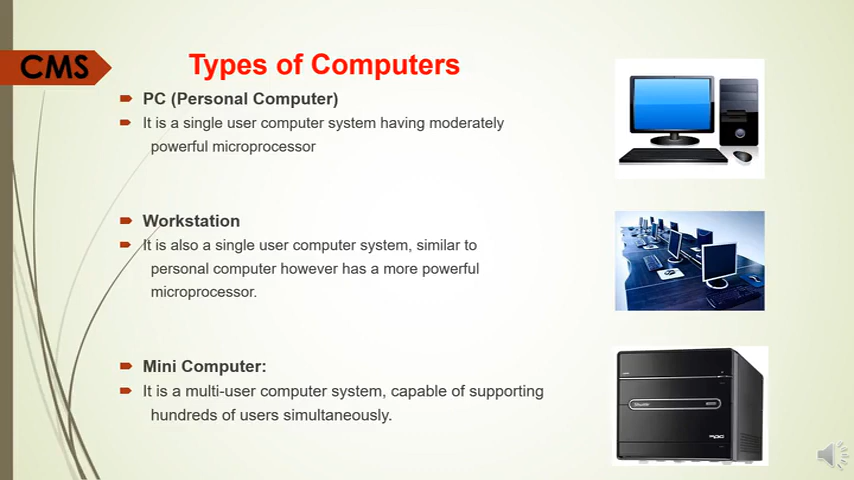 CMS
Types of Computers
PC (Personal Computer)
It is a single user computer system having moderately
powerful microprocessor
Workstation
It is also a single user computer system, similar to
personal computer however has a more powerful
microprocessor.
Mini Computer:
It is a multi-user computer system, capable of supporting
hundreds of users simultaneously.